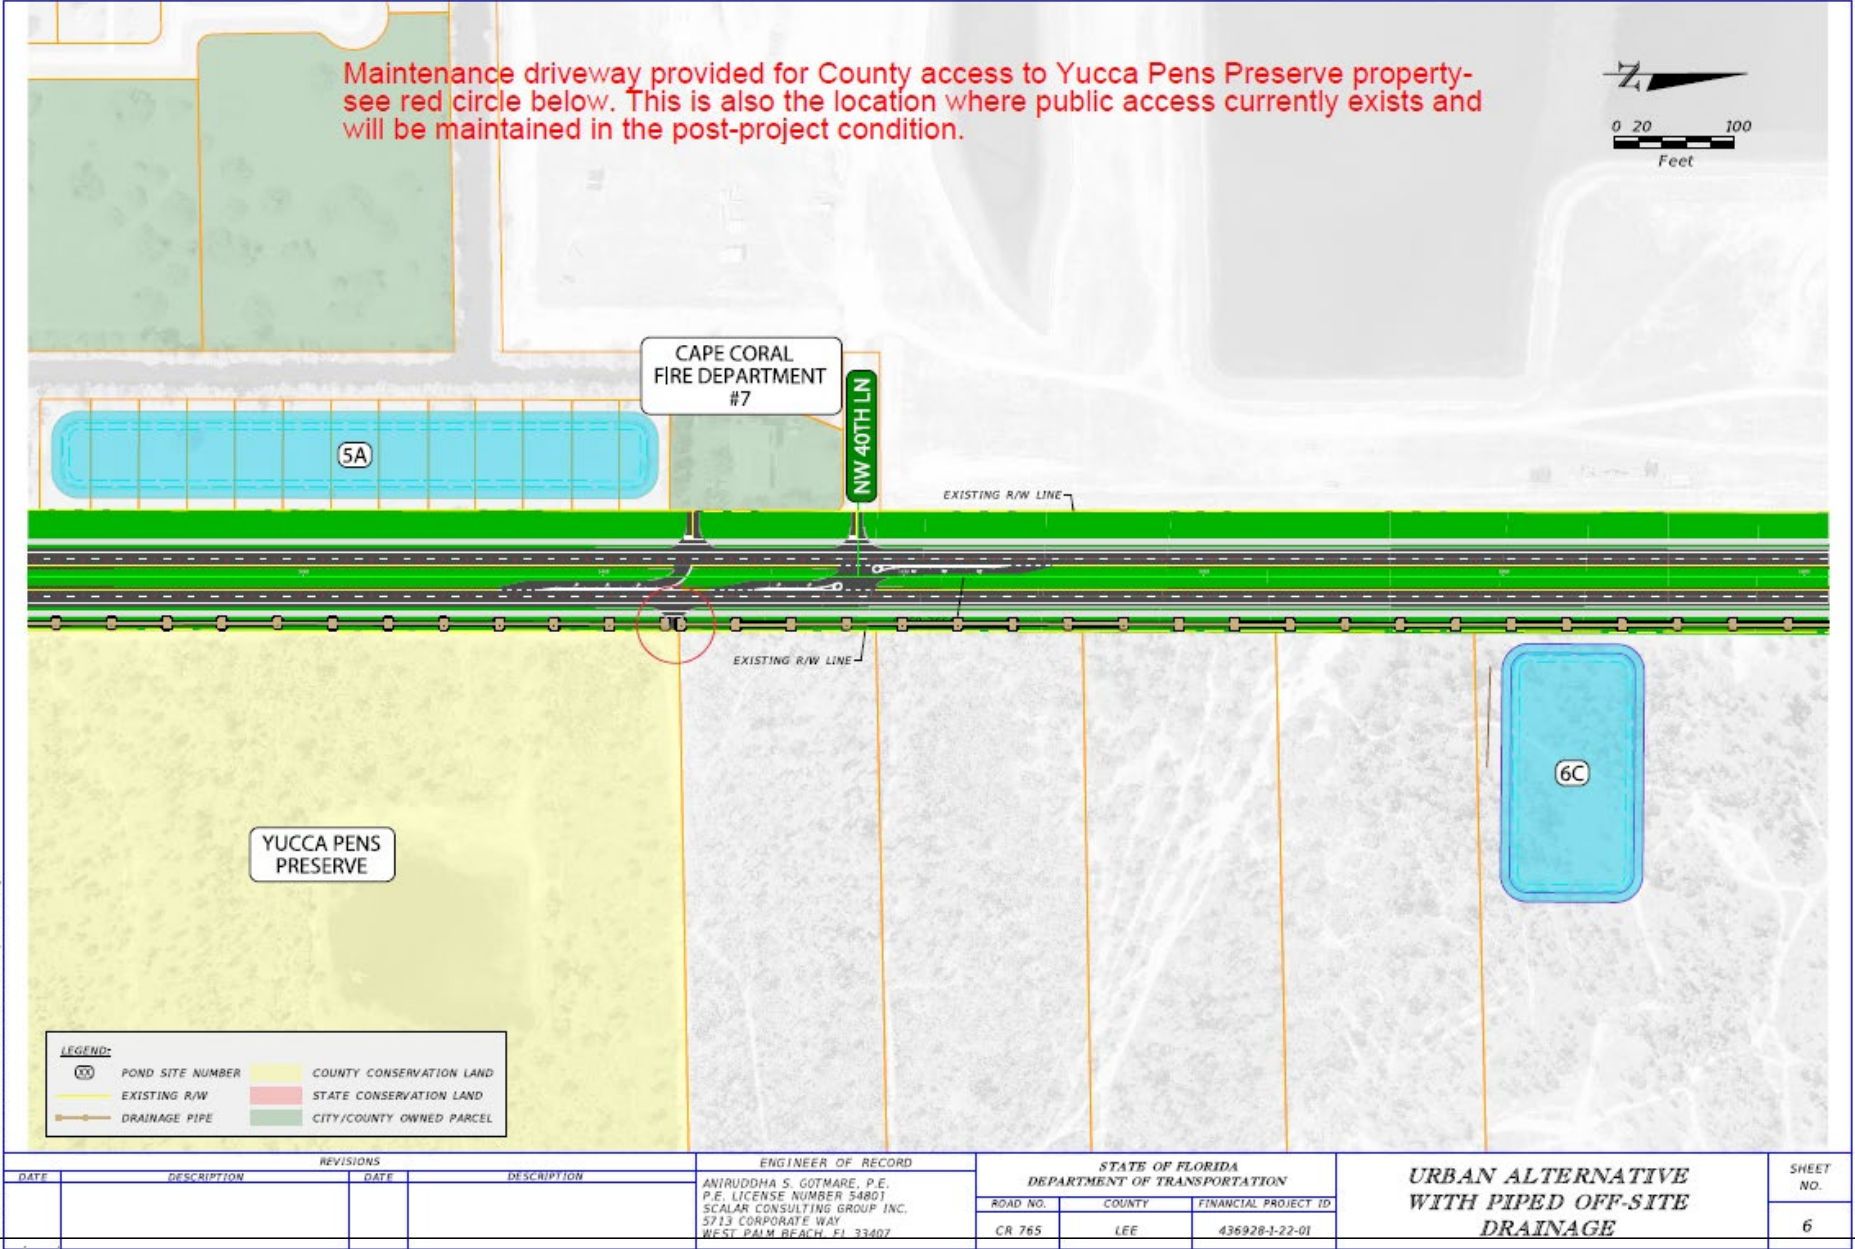 Maintenance driveway provided for County access to Yucca Pens Preserve property-
see red circle below. This is also the location where public access currently exists and
will be maintained in the post-project condition.
Z
0 20 100
Feet
CAPE CORAL
FIRE DEPARTMENT
#7
NW 40TH LN
5A
EXISTING R/W LINE
EXISTING R/W LINE
6C
YUCCA PENS
PRESERVE
LEGEND:
XX POND SITE NUMBER
EXISTING R/W
DRAINAGE PIPE
COUNTY CONSERVATION LAND
STATE CONSERVATION LAND
CITY/COUNTY OWNED PARCEL
REVISIONS
DATE DESCRIPTION DATE DESCRIPTION
ENGINEER OF RECORD
ANIRUDDHA S. GOTMARE, P.E.
P.E. LICENSE NUMBER 54801
SCALAR CONSULTING GROUP INC.
5713 CORPORATE WAY
WEST PALM BEACH, FL 33407
STATE OF FLORIDA
DEPARTMENT OF TRANSPORTATION
ROAD NO. COUNTY FINANCIAL PROJECT ID
CR 765 LEE 436928-1-22-01
URBAN ALTERNATIVE
WITH PIPED OFF-SITE
DRAINAGE
SHEET
NO.
6